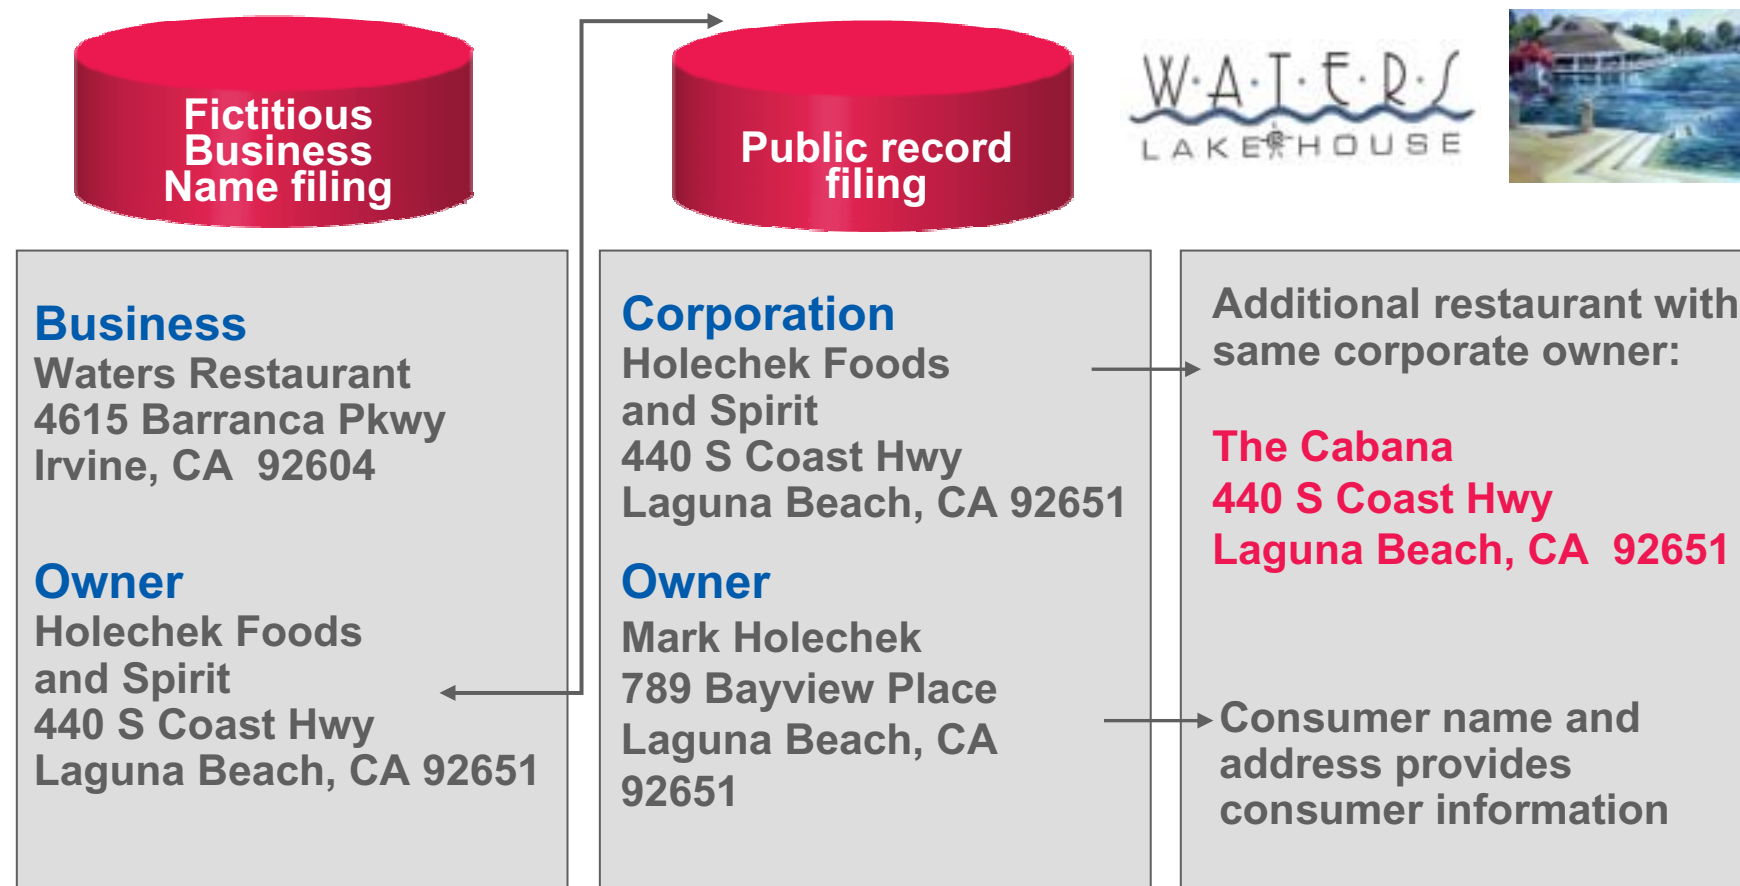 Fictitious
Business
Name filing
Public record
filing
W·A·T·E·R·S
LAKE HOUSE
Business
Waters Restaurant
4615 Barranca Pkwy
Irvine, CA  92604
Owner
Holechek Foods
and Spirit
440 S Coast Hwy
Laguna Beach, CA 92651
Corporation
Holechek Foods
and Spirit
440 S Coast Hwy
Laguna Beach, CA 92651
Owner
Mark Holechek
789 Bayview Place
Laguna Beach, CA
92651
Additional restaurant with
same corporate owner:
The Cabana
440 S Coast Hwy
Laguna Beach, CA  92651
Consumer name and
address provides
consumer information